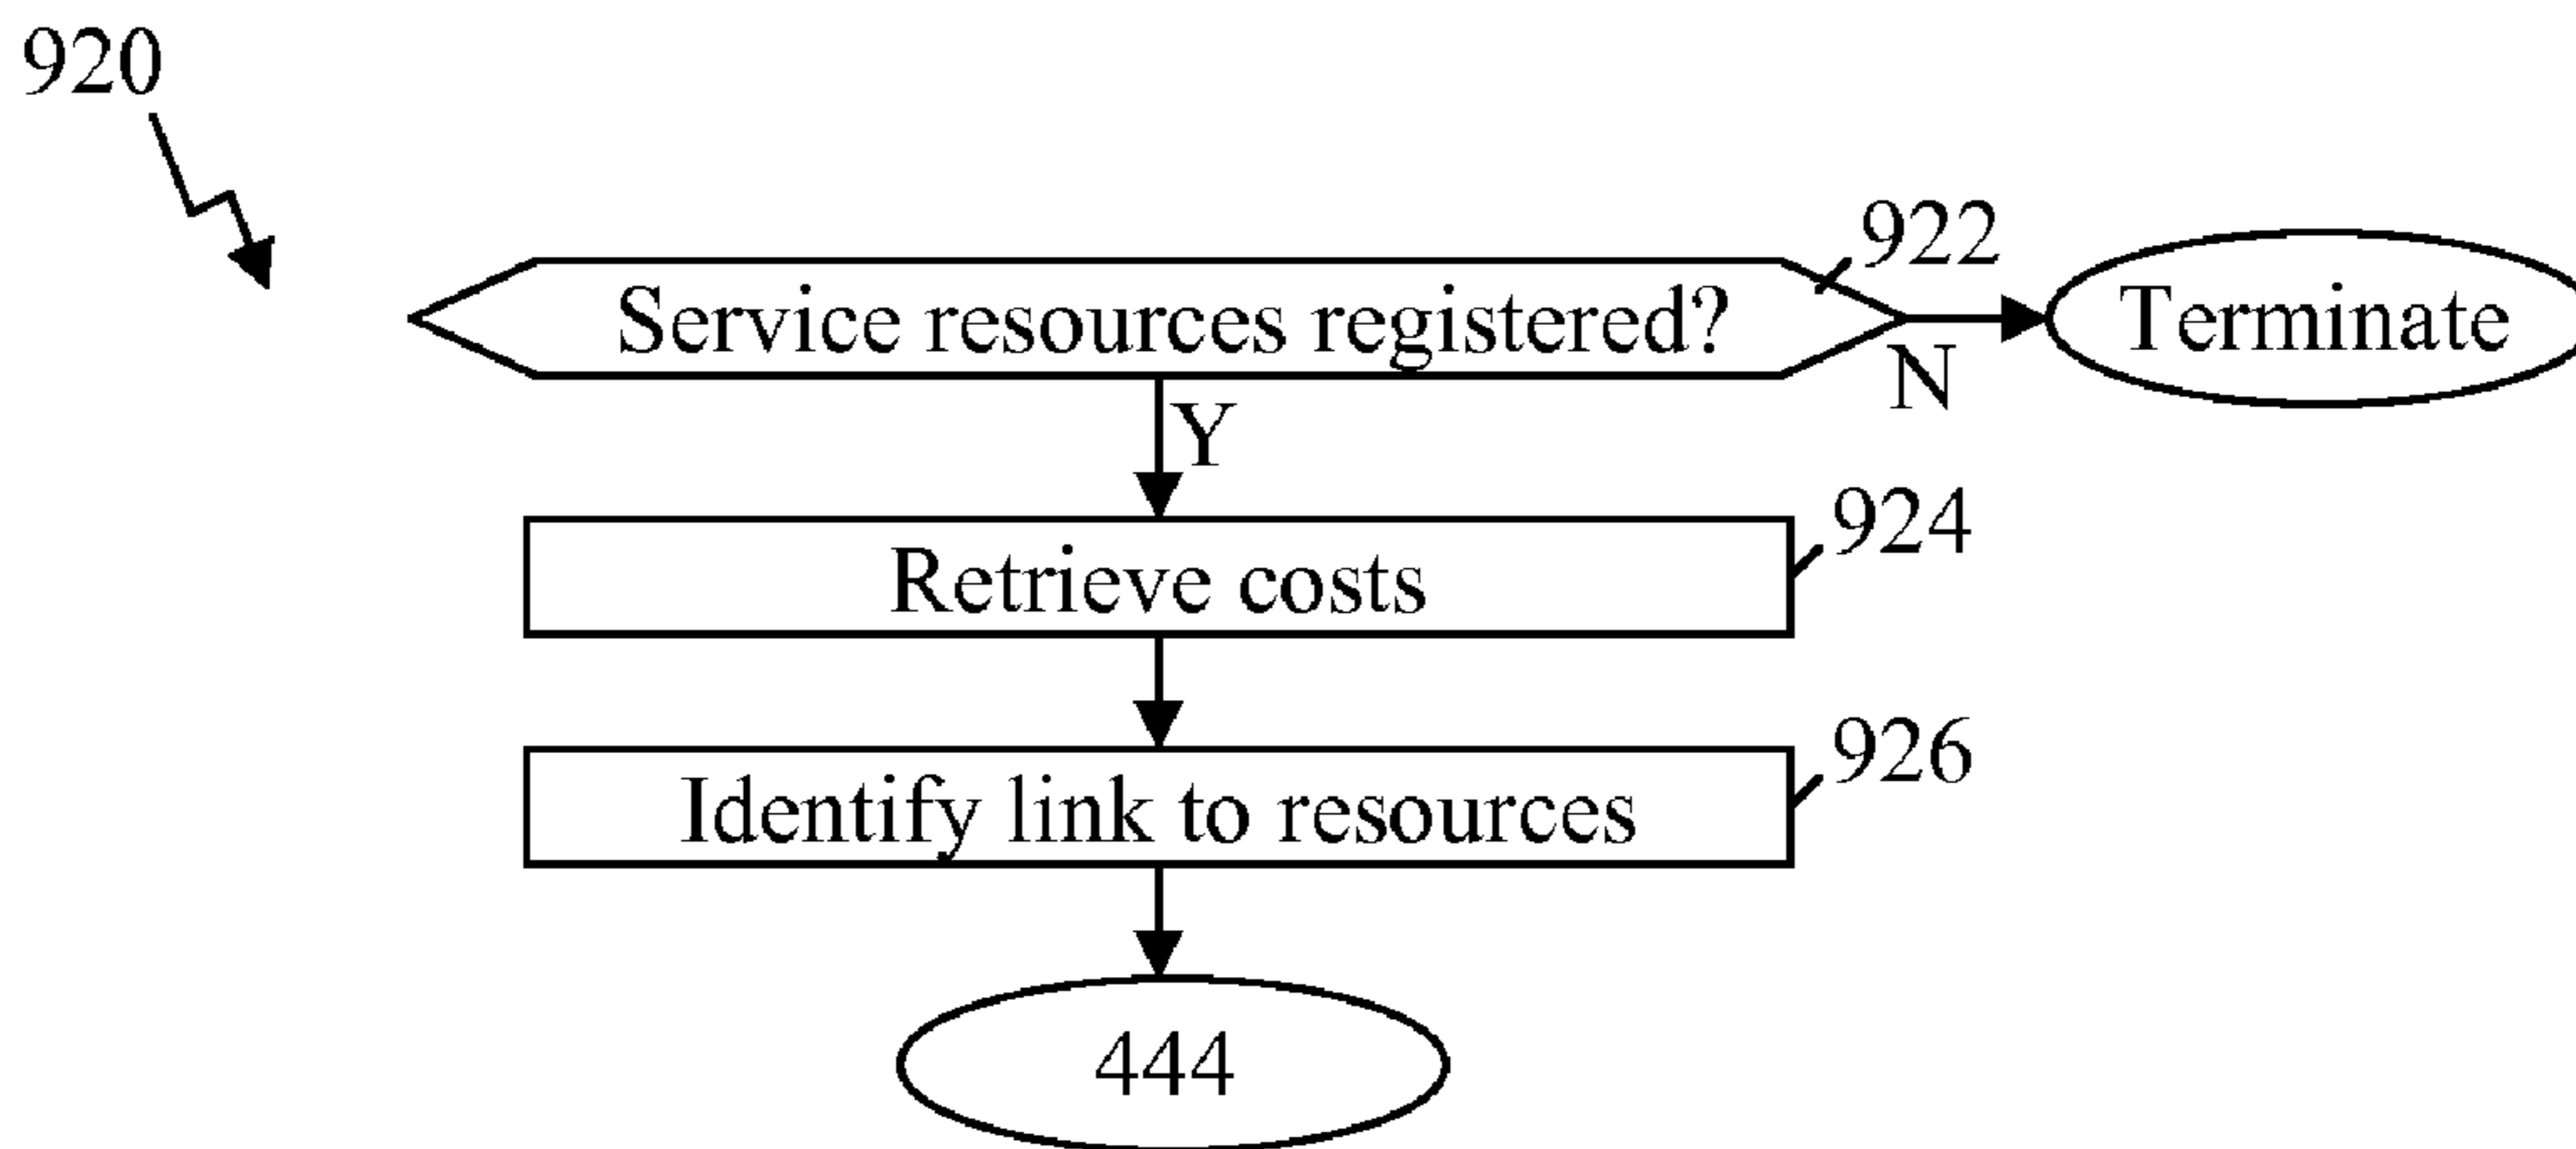 920
922
Service resources registered?
Terminate
N
Y
924
Retrieve costs
926
Identify link to resources
444